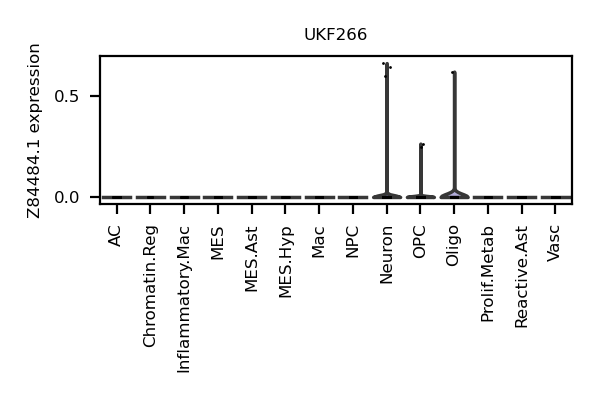 UKF266
Z84484.1 expression
0.5
0.0
AC
Chromatin.Reg
Inflammatory.Mac
MES
MES.Ast
MES.Hyp
Mac
NPC
Neuron
OPC
Oligo
Prolif.Metab
Reactive.Ast
Vasc